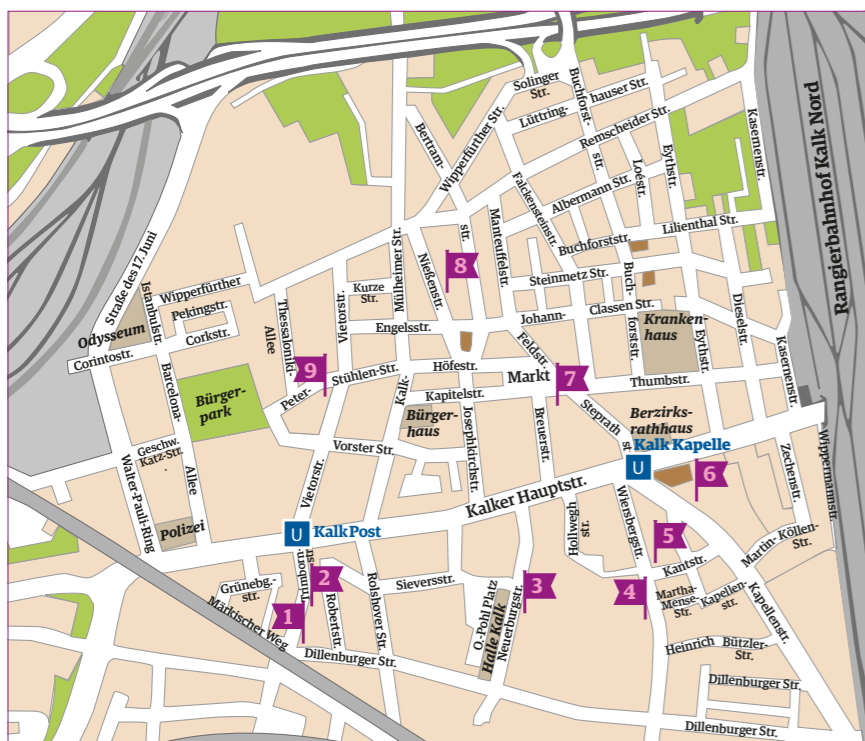 Solinger
Str.
Buchforst-
str.
Lüttring-
hauser Str.
Remscheider Str.
Kasernenstr.
Rangierbahnhof Kalk Nord
Bertram-
str.
Wipperfürther Str.
Falckensteinstr.
Loéstr.
Eythstr.
Albermann Str.
Lilienthal Str.
Buchforststr.
Manteuffelstr.
Mülheimer Str.
Nießenstr.
8
Steinmetz Str.
Buch
forststr.
Straße des 17. Juni
Wipperfürther
Istanbulstr.
Pekingstr.
Corkstr.
Odysseum
Corintostr.
Thessaloniki-
Allee
Vietorstr.
Kurze
Str.
Engelsstr.
Johann-
Classen Str.
Kranken-
haus
Dieselstr.
Eythstr.
Kasernenstr.
Feldstr.
9
Peter-
Stühlen-Str.
Höfestr.
Markt
7
Thumbstr.
Barcelona-
Allee
Bürger-
park
Kalk-
Kapitelstr.
Bürger-
haus
Josephkirchstr.
Breuerstr.
Steprath
str
Berzirks-
rathhaus
Kalk Kapelle
U
6
Geschw.
Katz-Str.
Vorster Str.
Walter-Pauli-Ring
Vietorstr.
Kalker Hauptstr.
Zechenstr.
Wippermannstr.
Polizei
U
Kalk Post
Hollweg-
str.
Wiersbergstr.
5
Martin-Köllen-
Str.
Kantstr.
Grünebg.-
str.
2
Sieversstr.
3
4
Martha-
Mense-
Str.
Kapellen-
str.
Kapellenstr.
1
Robertstr.
Rolshover Str.
O.-Pohl Platz
Halle Kalk
Neuerburgstr.
Märkischer Weg
Dillenburger Str.
Heinrich
Bützler-
Str.
Dillenburger Str.
Dillenburger Str.